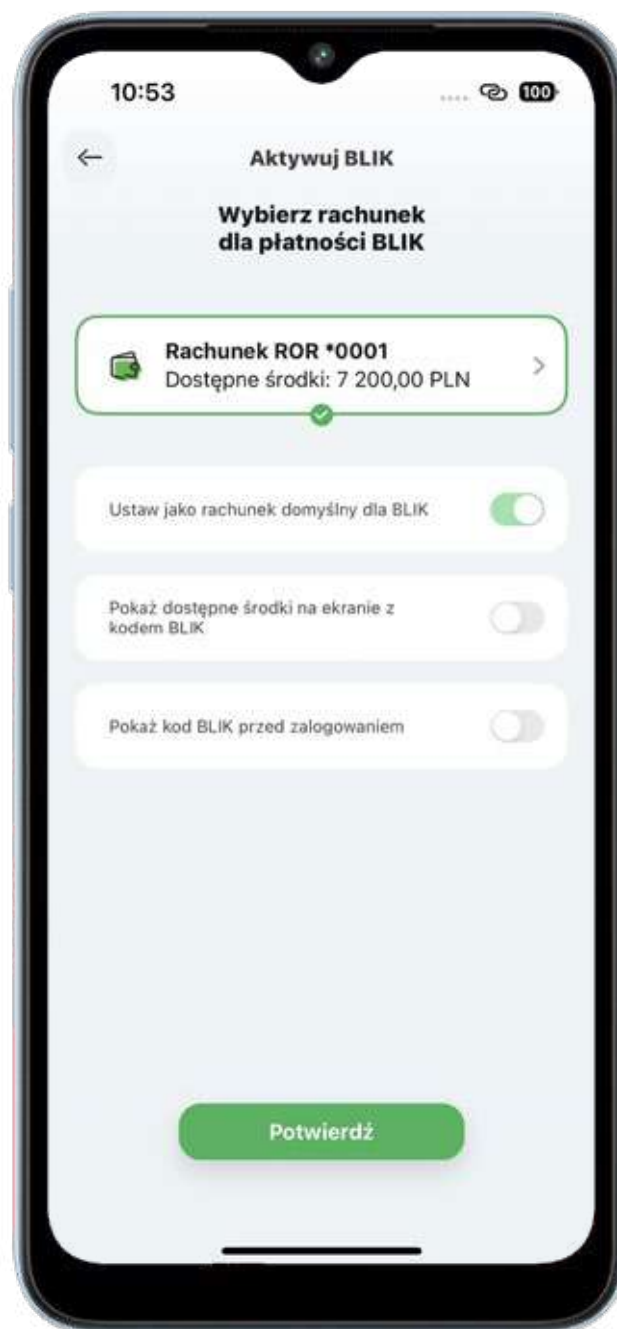 10:53
100
Aktywuj BLIK
Wybierz rachunek
dla płatności BLIK
Rachunek ROR *0001
Dostępne środki: 7 200,00 PLN
Ustaw jako rachunek domyślny dla BLIK
Pokaż dostępne środki na ekranie z
kodem BLIK
Pokaż kod BLIK przed zalogowaniem
Potwierdź